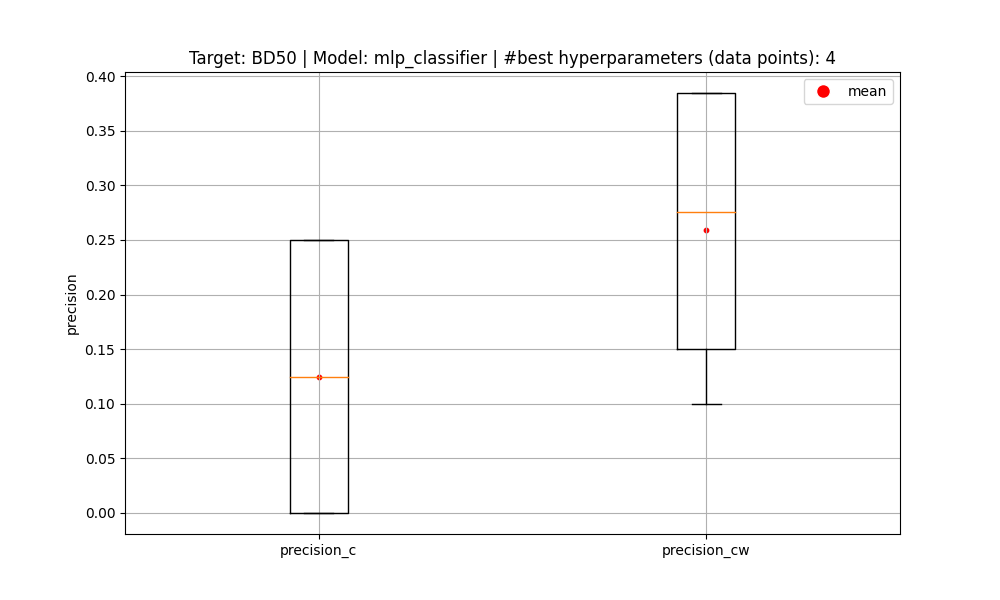 Target: BD50 | Model: mlp_classifier | #best hyperparameters (data points): 4
mean
precision
0.40
0.35
0.30
0.25
0.20
0.15
0.10
0.05
0.00
precision_c
precision_cw